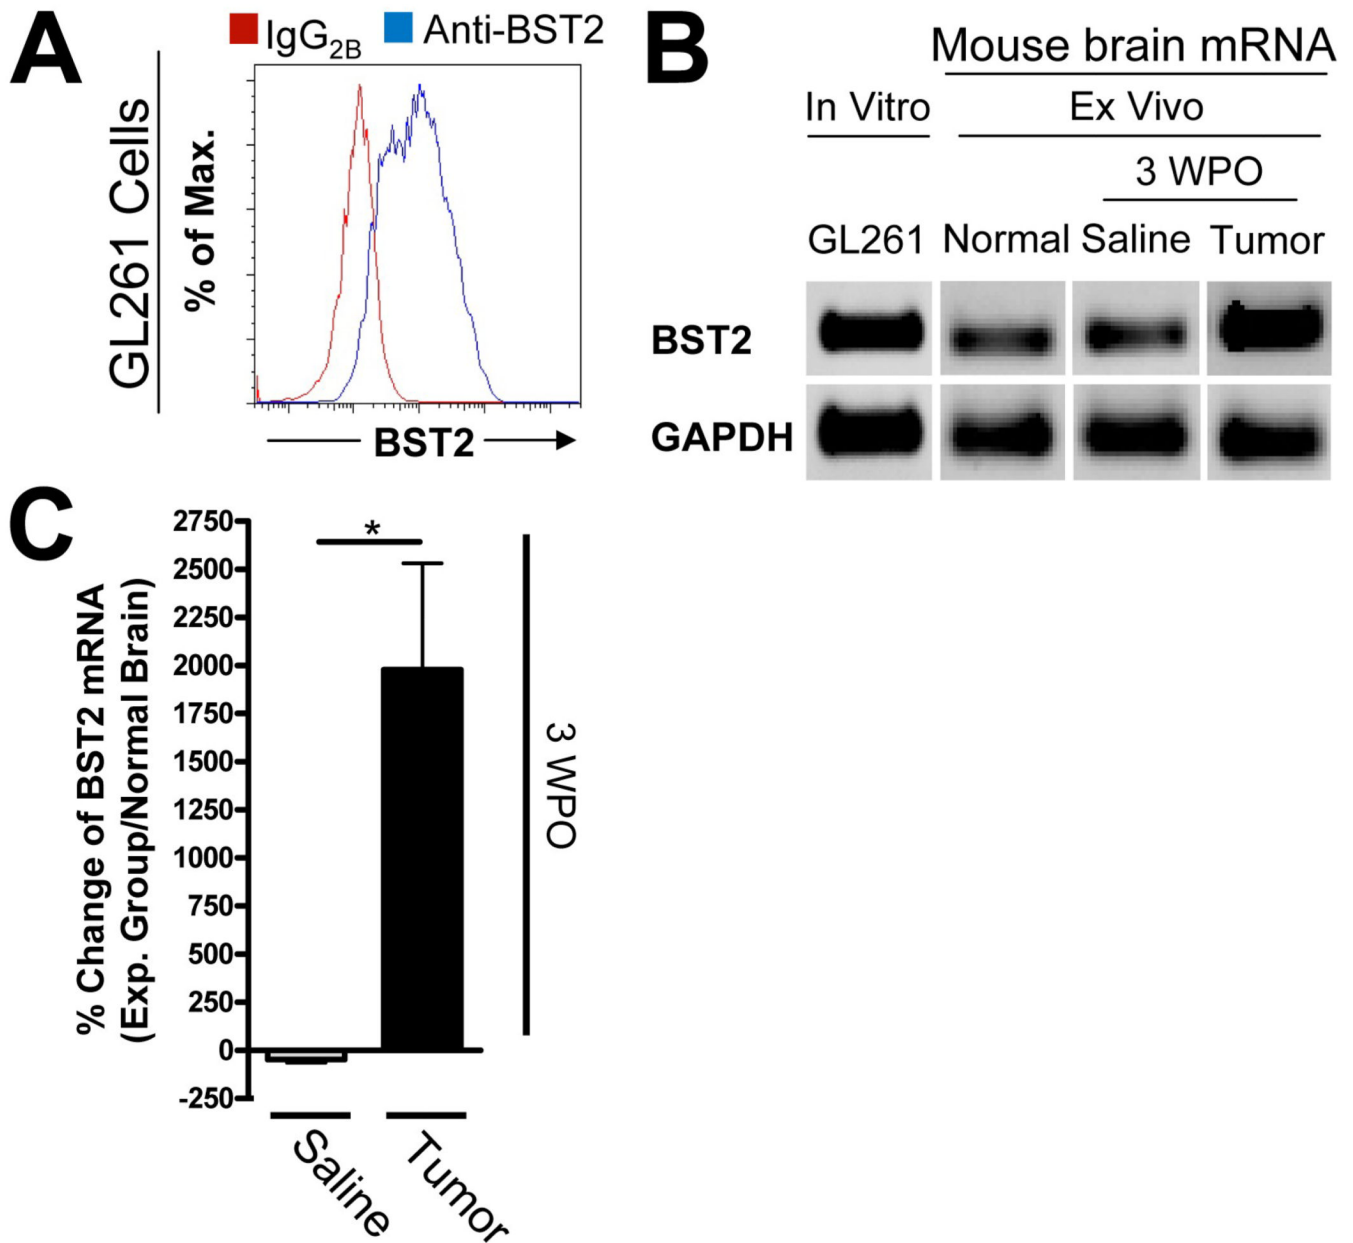 A
IgG2B Anti-BST2
GL261 Cells
% of Max.
BST2
B
Mouse brain mRNA
In Vitro Ex Vivo
3 WPO
GL261 Normal Saline Tumor
BST2
GAPDH
C
% Change of BST2 mRNA
(Exp. Group/Normal Brain)
2750
2500
2250
2000
1750
1500
1250
1000
750
500
250
0
-250
*
3 WPO
Saline Tumor